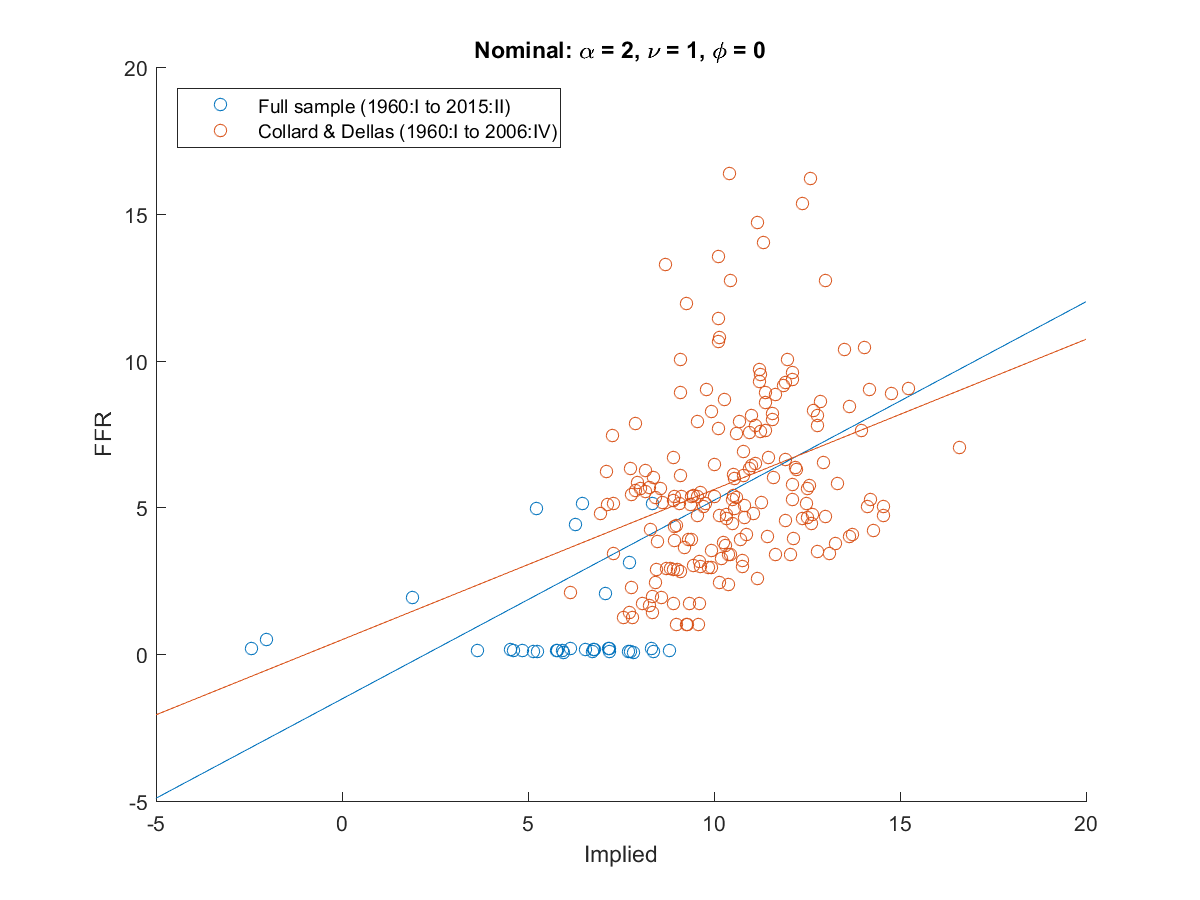 Nominal: α = 2, ν = 1, ϕ = 0
Full sample (1960:I to 2015:II)
Collard & Dellas (1960:I to 2006:IV)
20
15
10
5
0
-5
FFR
-5 0 5 10 15 20
Implied